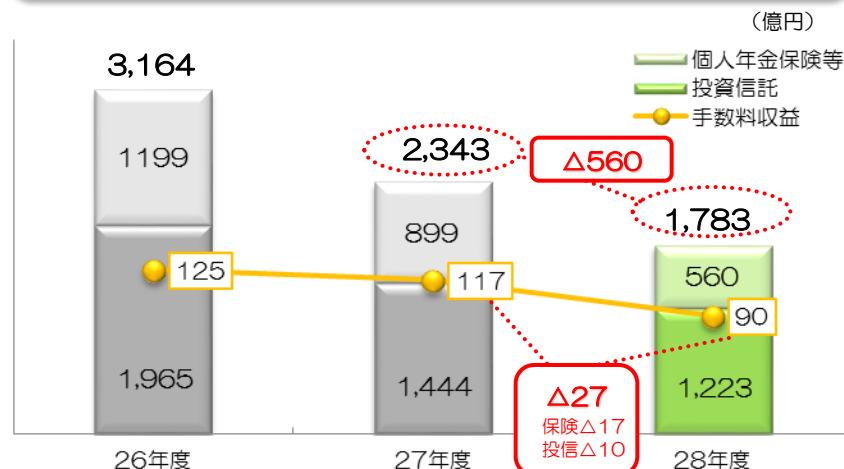 （億円）
個人年金保険等
投資信託
手数料収益
3,164
1199
125
1,965
26年度
2,343
△560
899
117
1,444
27年度
△27
保険△17
投信△10
1,783
560
90
1,223
28年度